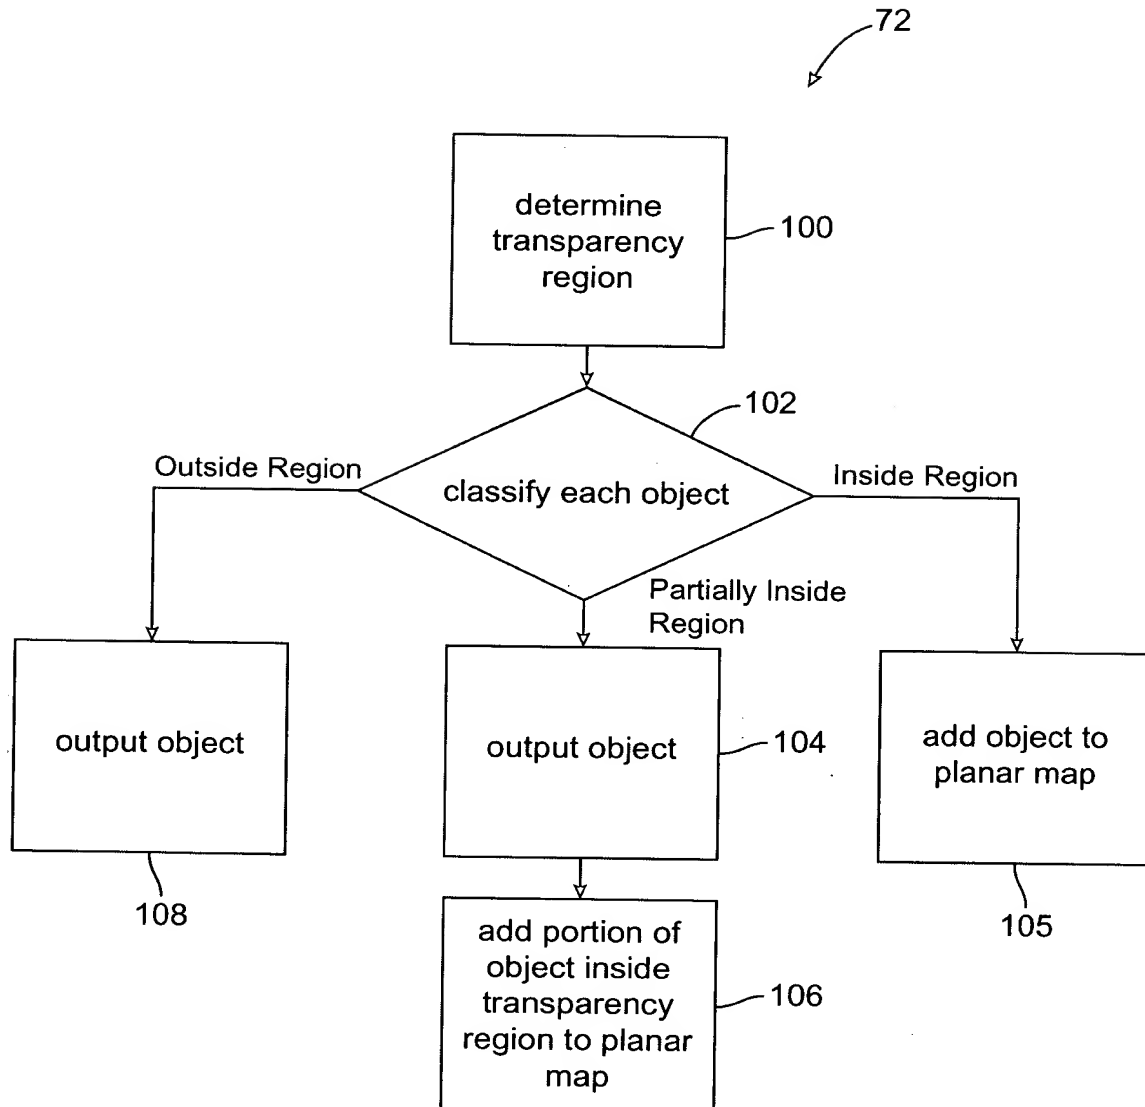 72
determine
transparency
region
100
102
Outside Region
classify each object
Inside Region
Partially Inside
Region
output object
output object
104
add object to
planar map
108
105
add portion of
object inside
transparency
region to planar
map
106